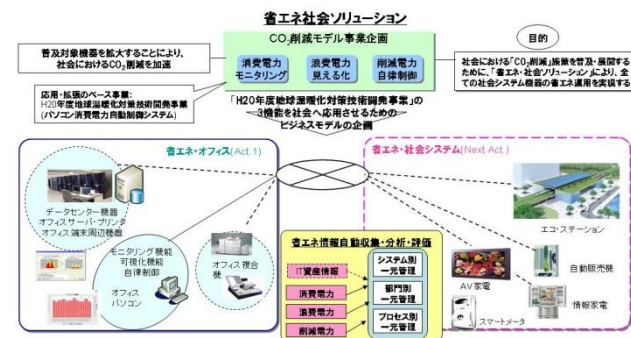 省エネ社会ソリューション
CO₂削減モデル事業企画
消費電力
モニタリング
浪費電力
見える化
削減電力
自律制御
普及対象機器を拡大することにより、
社会におけるCO₂削減を加速
応用・拡張のベース事業:
H20年度地球温暖化対策技術開発事業
(パソコン消費電力自動制御システム)
目的
社会における「CO₂削減」施策を普及・展開する
ために、「省エネ・社会ソリューション」により、全
ての社会システム機器の省エネ運用を実現する
「H20年度地球温暖化対策技術開発事業」の
3機能を社会へ応用させるための
ビジネスモデルの企画
省エネ・オフィス(Act.1)
データセンター機器
オフィスサーバ・プリンタ
オフィス端末周辺機器
モニタリング機能
可視化機能
自律制御
オフィス
パソコン
オフィス複合
機
省エネ・社会システム(Next Act.)
エコ・ステーション
自動販売機
AV家電
情報家電
スマートメータ
省エネ情報自動収集・分析・評価
IT資産情報
消費電力
浪費電力
削減電力
システム別
一元管理
部門別
一元管理
プロセス別
一元管理